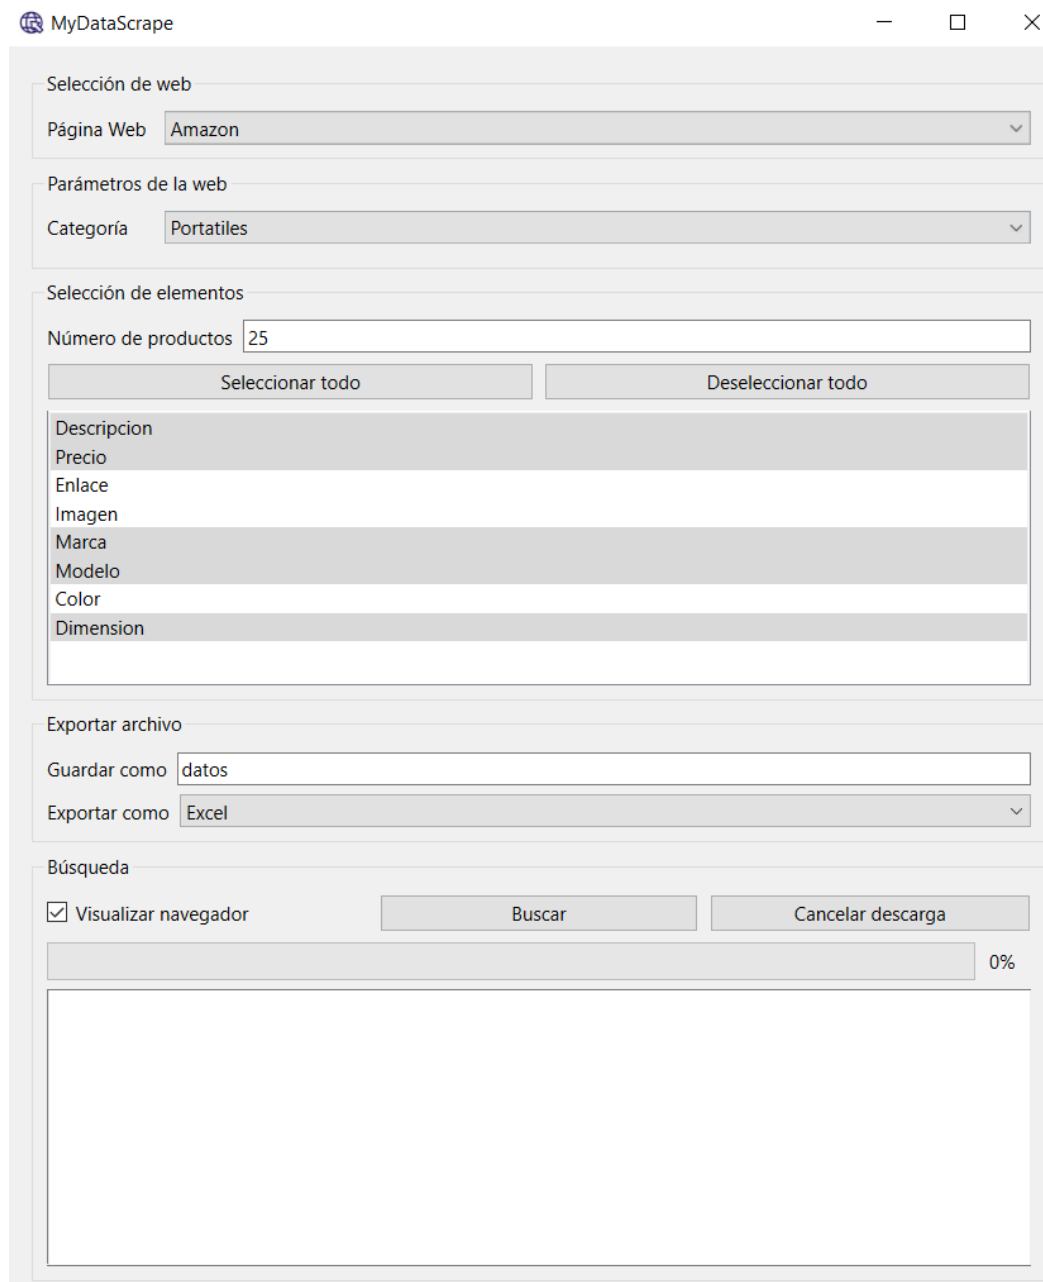 MyDataScrape
Selección de web
Página Web Amazon
Parámetros de la web
Categoría Portatiles
Selección de elementos
Número de productos 25
Seleccionar todo Deseleccionar todo
Descripcion
Precio
Enlace
Imagen
Marca
Modelo
Color
Dimension
Exportar archivo
Guardar como datos
Exportar como Excel
Búsqueda
Visualizar navegador Buscar Cancelar descarga
0%